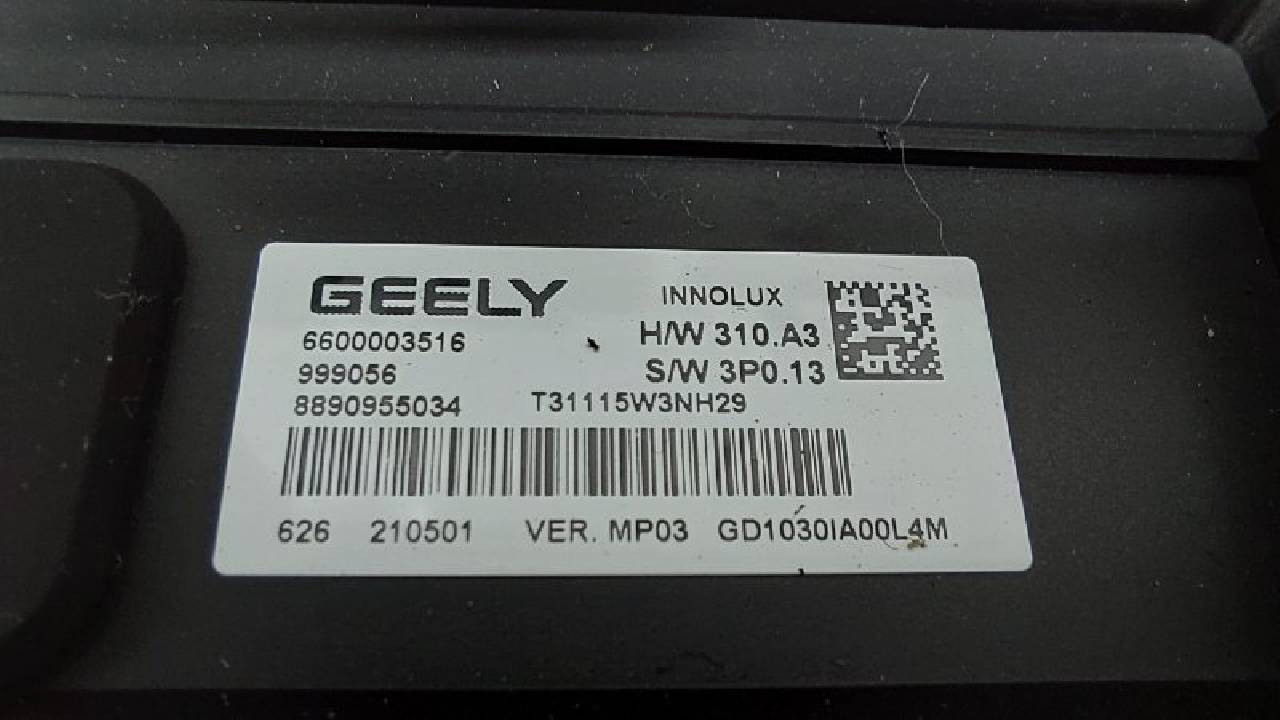 GEELY
INNOLUX
6600003516
H/W 310.A3
999056
S/W 3P0.13
8890955034 T31115W3NH29
626 210501 VER. MP03 GD1030IA00L4M